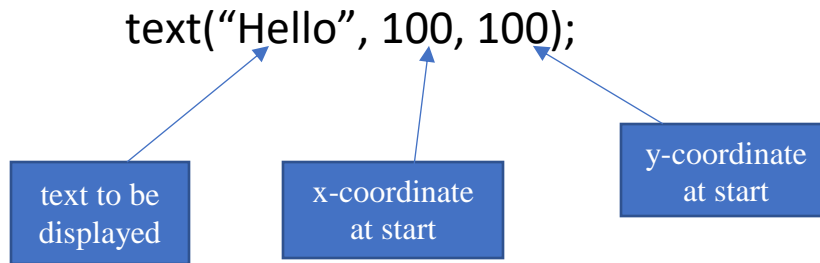 text(“Hello”, 100, 100);
text to be
displayed
x-coordinate
at start
y-coordinate
at start